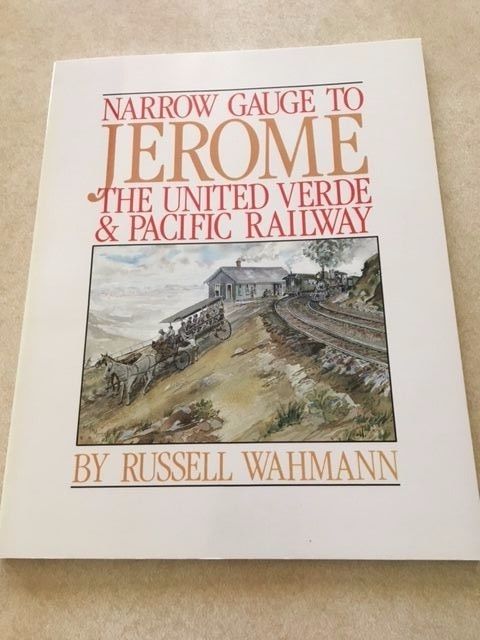 NARROW GAUGE TO
JEROME
THE UNITED VERDE
& PACIFIC RAILWAY
BY RUSSELL WAHMANN